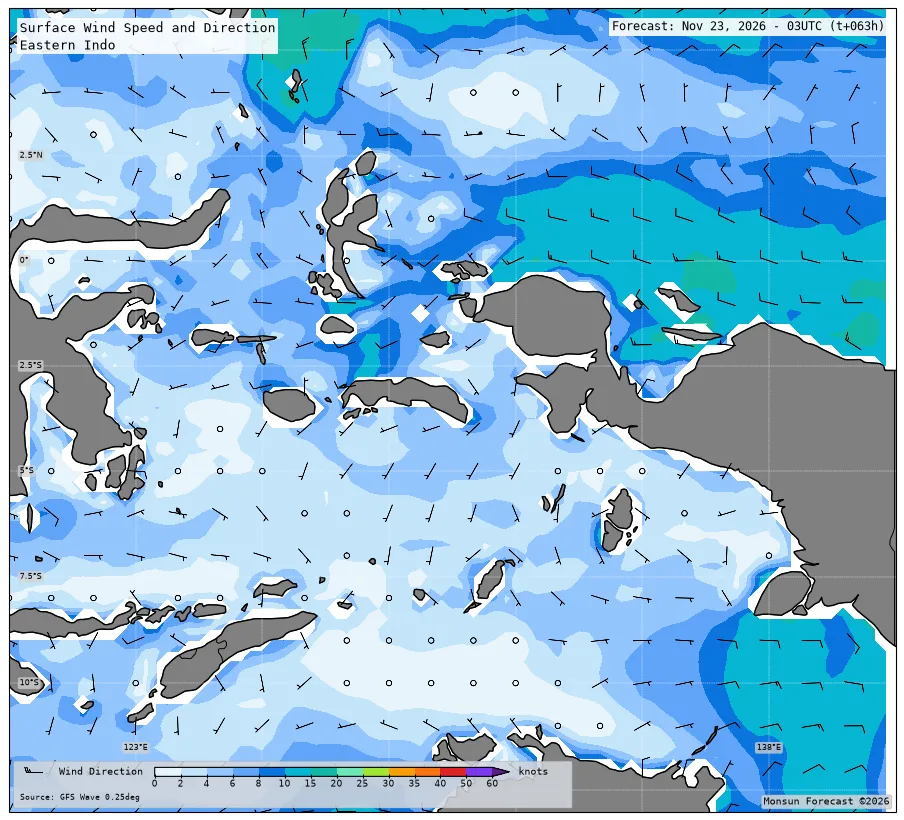 Surface Wind Speed and Direction
Eastern Indo
Forecast: Nov 23, 2026 - 03UTC (t+063h)
2.5°N
0°
2.5°S
5°S
7.5°S
10°S
123°E
138°E
Wind Direction
0 2 4 6 8 10 15 20 25 30 35 40 50 60
knots
Source: GFS Wave 0.25deg
Monsun Forecast ©2026